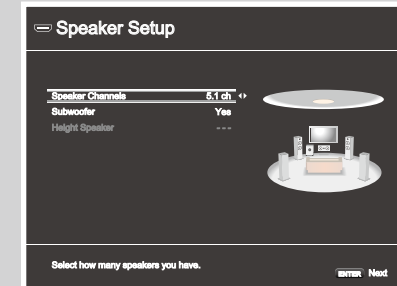 Speaker Setup
Speaker Channels 5.1 ch
Subwoofer Yes
Height Speaker ---
Select how many speakers you have.
ENTER Next